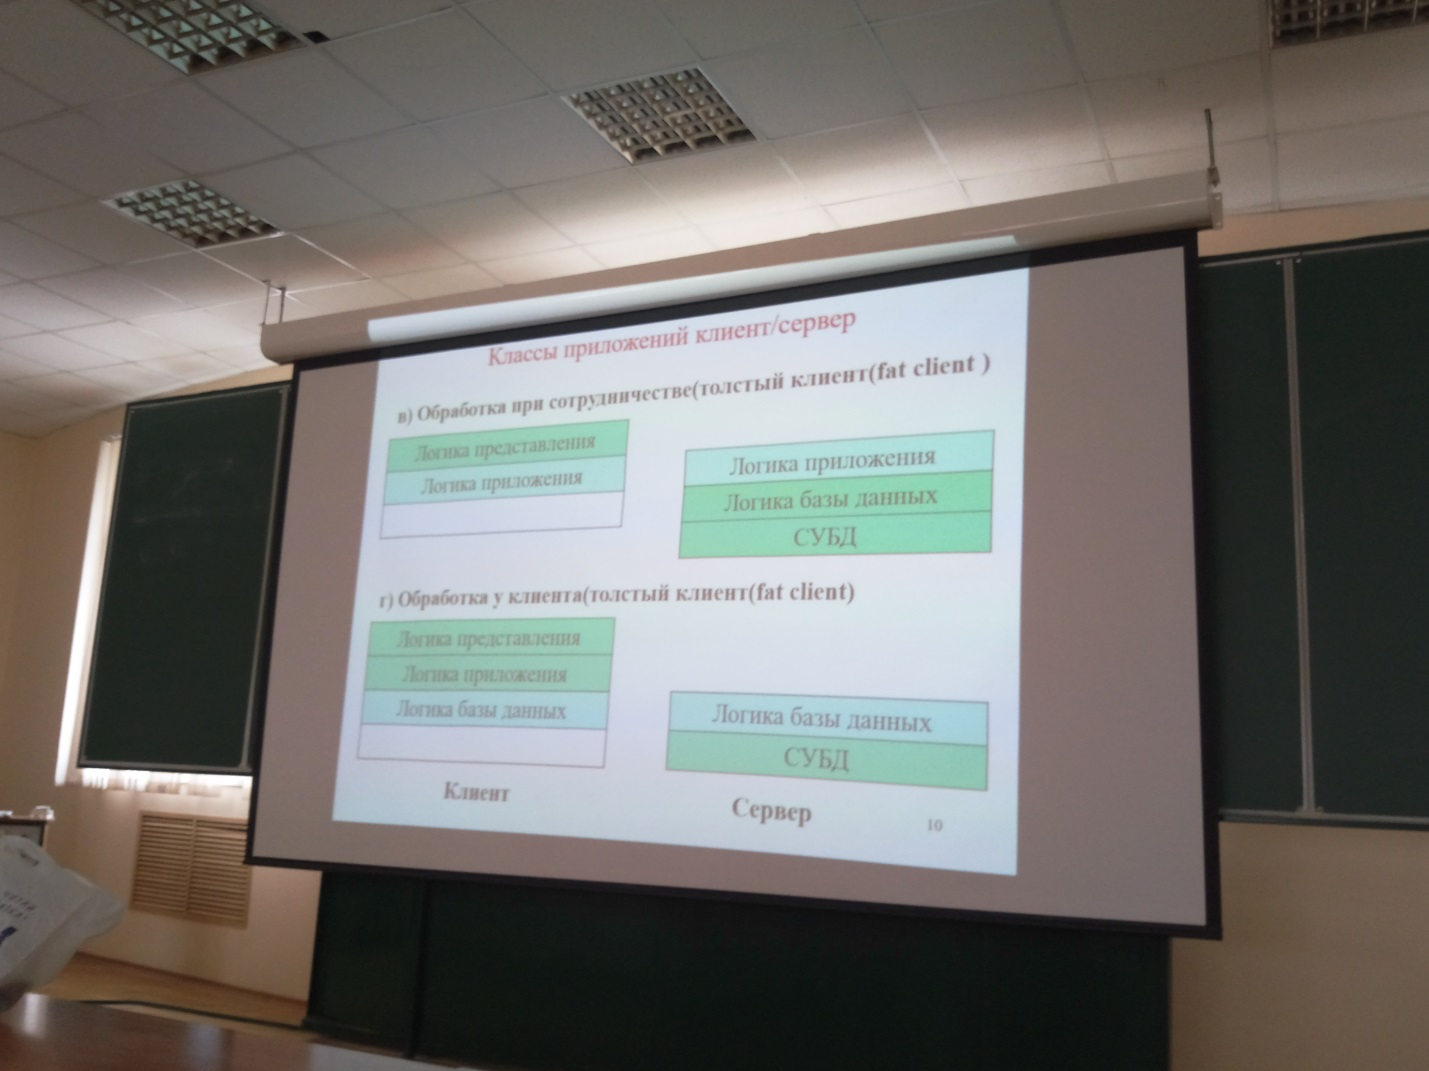 Классы приложений клиент/сервер
в) Обработка при сотрудничестве(толстый клиент(fat client )
Логика представления
Логика приложения
Логика приложения
Логика базы данных
СУБД
г) Обработка у клиента(толстый клиент(fat client)
Логика представления
Логика приложения
Логика базы данных
Логика базы данных
СУБД
Клиент
Сервер
10